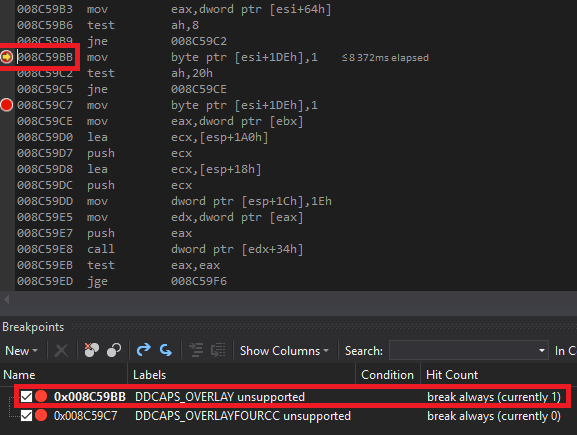 008C59B3 mov eax,dword ptr [esi+64h]
008C59B6 test ah,8
008C59B9 jne 008C59C2
008C59BB mov byte ptr [esi+1DEh],1 ≤8 372ms elapsed
008C59C2 test ah,20h
008C59C5 jne 008C59CE
008C59C7 mov byte ptr [esi+1DEh],1
008C59CE mov eax,dword ptr [ebx]
008C59D0 lea ecx,[esp+1A0h]
008C59D7 push ecx
008C59D8 lea ecx,[esp+18h]
008C59DC push ecx
008C59DD mov dword ptr [esp+1Ch],1Eh
008C59E5 mov edx,dword ptr [eax]
008C59E7 push eax
008C59E8 call dword ptr [edx+34h]
008C59EB test eax,eax
008C59ED jge 008C59F6
Breakpoints
New Show Columns Search: In C
Name Labels Condition Hit Count
0x008C59BB DDCAPS_OVERLAY unsupported break always (currently 1)
0x008C59C7 DDCAPS_OVERLAYFOURCC unsupported break always (currently 0)